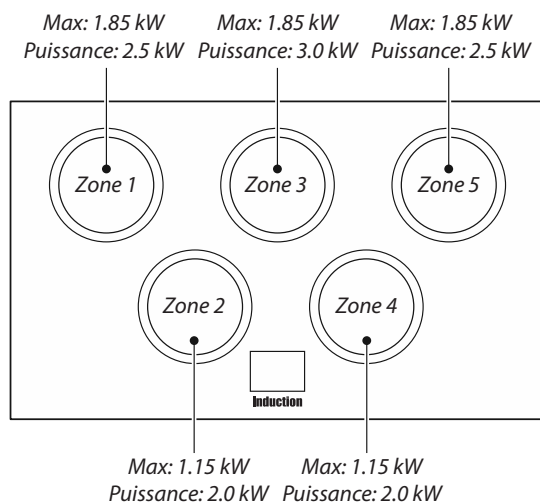 Max: 1.85 kW
Puissance: 2.5 kW
Max: 1.85 kW
Puissance: 3.0 kW
Max: 1.85 kW
Puissance: 2.5 kW
Zone 1
Zone 3
Zone 5
Zone 2
Zone 4
Induction
Max: 1.15 kW
Puissance: 2.0 kW
Max: 1.15 kW
Puissance: 2.0 kW